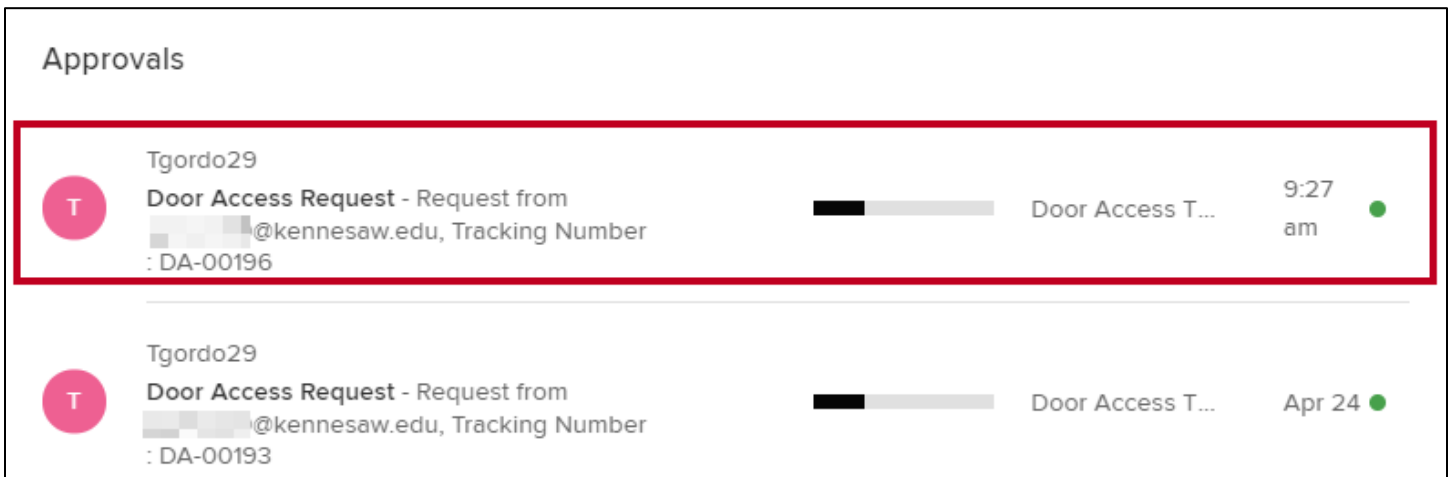 Approvals
Tgordo29
T
Door Access Request - Request from
@kennesaw.edu, Tracking Number
: DA-00196
Door Access T...
9:27
am
Tgordo29
T
Door Access Request - Request from
@kennesaw.edu, Tracking Number
: DA-00193
Door Access T...
Apr 24